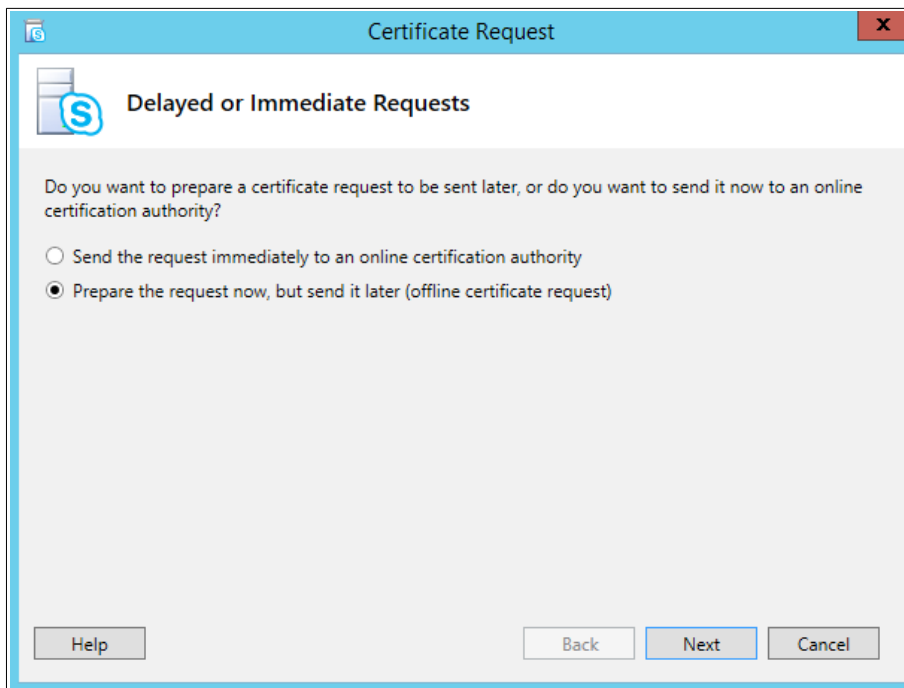 Certificate Request
X
Delayed or Immediate Requests
Do you want to prepare a certificate request to be sent later, or do you want to send it now to an online
certification authority?
Send the request immediately to an online certification authority
Prepare the request now, but send it later (offline certificate request)
Help
Back
Next
Cancel